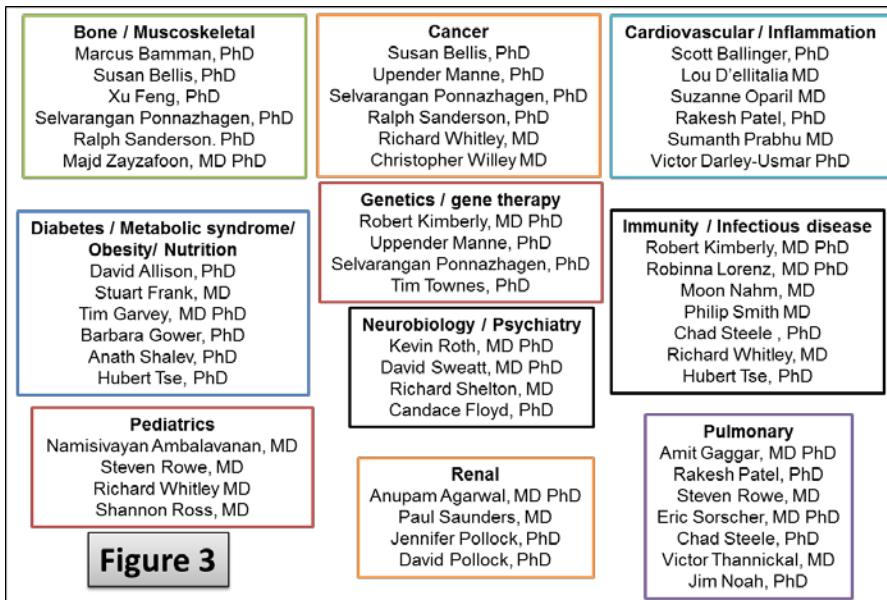 Bone / Muscoskeletal
Marcus Bamman, PhD
Susan Bellis, PhD
Xu Feng, PhD
Selvarangan Ponnazhagen, PhD
Ralph Sanderson. PhD
Majd Zayzafoon, MD PhD
Cancer
Susan Bellis, PhD
Upender Manne, PhD
Selvarangan Ponnazhagen, PhD
Ralph Sanderson, PhD
Richard Whitley, MD
Christopher Willey MD
Cardiovascular / Inflammation
Scott Ballinger, PhD
Lou D'ellitalia MD
Suzanne Oparil MD
Rakesh Patel, PhD
Sumanth Prabhu MD
Victor Darley-Usmar PhD
Diabetes / Metabolic syndrome/
Obesity/ Nutrition
David Allison, PhD
Stuart Frank, MD
Tim Garvey, MD PhD
Barbara Gower, PhD
Anath Shalev, PhD
Hubert Tse, PhD
Genetics / gene therapy
Robert Kimberly, MD PhD
Uppender Manne, PhD
Selvarangan Ponnazhagen, PhD
Tim Townes, PhD
Immunity / Infectious disease
Robert Kimberly, MD PhD
Robinna Lorenz, MD PhD
Moon Nahm, MD
Philip Smith MD
Chad Steele , PhD
Richard Whitley, MD
Hubert Tse, PhD
Neurobiology / Psychiatry
Kevin Roth, MD PhD
David Sweatt, MD PhD
Richard Shelton, MD
Candace Floyd, PhD
Pediatrics
Namisivayan Ambalavanan, MD
Steven Rowe, MD
Richard Whitley MD
Shannon Ross, MD
Renal
Anupam Agarwal, MD PhD
Paul Saunders, MD
Jennifer Pollock, PhD
David Pollock, PhD
Pulmonary
Amit Gaggar, MD PhD
Rakesh Patel, PhD
Steven Rowe, MD
Eric Sorscher, MD PhD
Chad Steele, PhD
Victor Thannickal, MD
Jim Noah, PhD
Figure 3